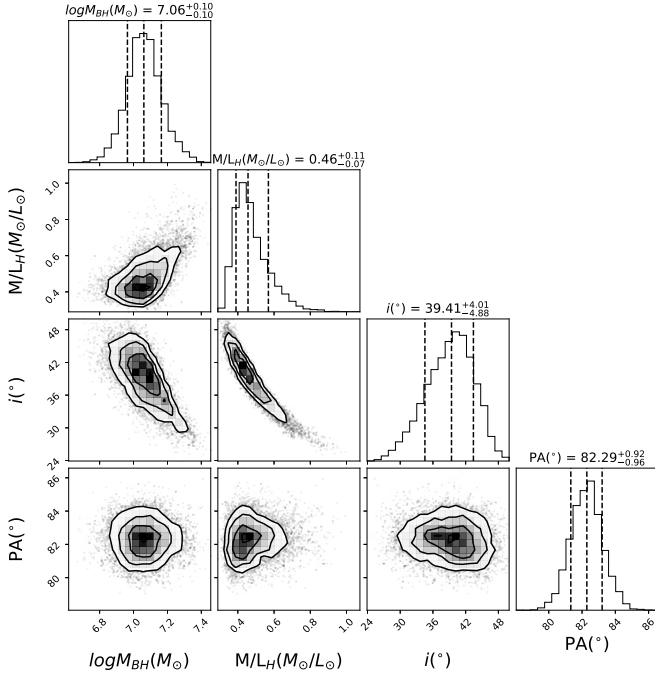 logM_BH(M_⊙) = 7.06^{+0.10}_{-0.10}
M/L_H(M_⊙/L_⊙) = 0.46^{+0.11}_{-0.07}
1.0
0.8
0.6
0.4
M/L_H(M_⊙/L_⊙)
i(°) = 39.41^{+4.01}_{-4.88}
48
42
36
30
24
i(°)
PA(°) = 82.29^{+0.92}_{-0.96}
86
84
82
80
PA(°)
6.8 7.0 7.2 7.4
0.4 0.6 0.8 1.0
24 30 36 42 48
80 82 84 86
logM_BH(M_⊙)
M/L_H(M_⊙/L_⊙)
i(°)
PA(°)